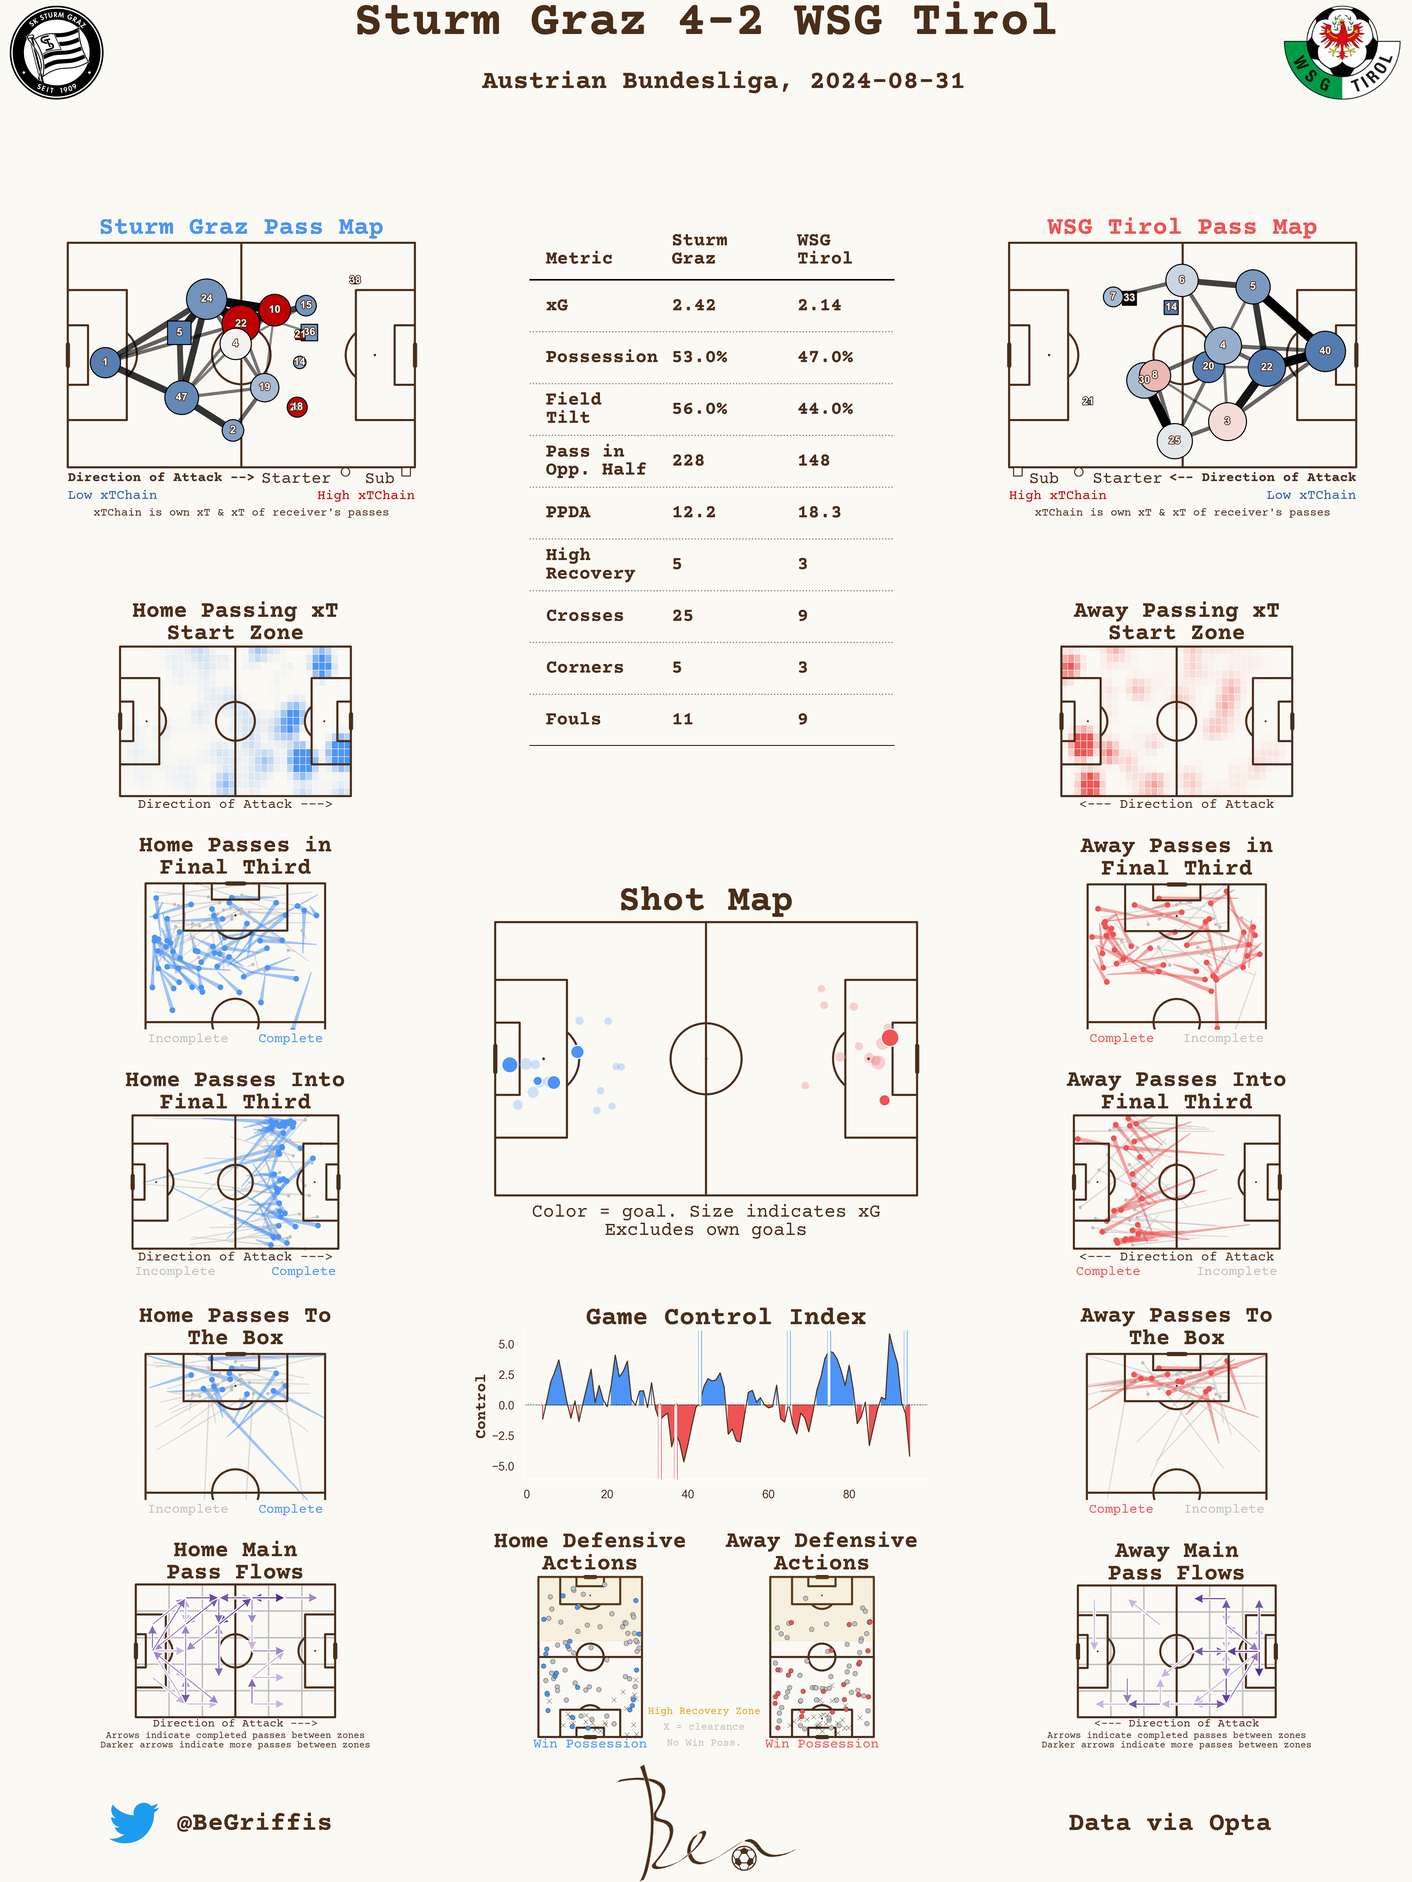 Sturm Graz 4-2 WSG Tirol
Austrian Bundesliga, 2024-08-31
SK STURM GRAZ
SEIT 1909
WSG TIROL
Sturm Graz Pass Map
38
24
10
15
22
5
21
36
4
1
14
19
47
18
2
Direction of Attack --> Starter Sub
Low xTChain High xTChain
xTChain is own xT & xT of receiver's passes
Metric Sturm Graz WSG Tirol
xG 2.42 2.14
Possession 53.0% 47.0%
Field Tilt 56.0% 44.0%
Pass in Opp. Half 228 148
PPDA 12.2 18.3
High Recovery 5 3
Crosses 25 9
Corners 5 3
Fouls 11 9
WSG Tirol Pass Map
6
5
7
33
14
4
40
20
22
30
8
21
3
25
Sub Starter <-- Direction of Attack
High xTChain Low xTChain
xTChain is own xT & xT of receiver's passes
Home Passing xT
Start Zone
Direction of Attack --->
Away Passing xT
Start Zone
<--- Direction of Attack
Home Passes in
Final Third
Incomplete Complete
Away Passes in
Final Third
Complete Incomplete
Shot Map
Color = goal. Size indicates xG
Excludes own goals
Home Passes Into
Final Third
Direction of Attack --->
Incomplete Complete
Away Passes Into
Final Third
<--- Direction of Attack
Complete Incomplete
Home Passes To
The Box
Incomplete Complete
Game Control Index
Control
5.0
2.5
0.0
−2.5
−5.0
0 20 40 60 80
Away Passes To
The Box
Complete Incomplete
Home Main
Pass Flows
Direction of Attack --->
Arrows indicate completed passes between zones
Darker arrows indicate more passes between zones
Home Defensive
Actions
Win Possession
High Recovery Zone
X = clearance
No Win Poss.
Away Defensive
Actions
Win Possession
Away Main
Pass Flows
<--- Direction of Attack
Arrows indicate completed passes between zones
Darker arrows indicate more passes between zones
@BeGriffis
Ben
Data via Opta